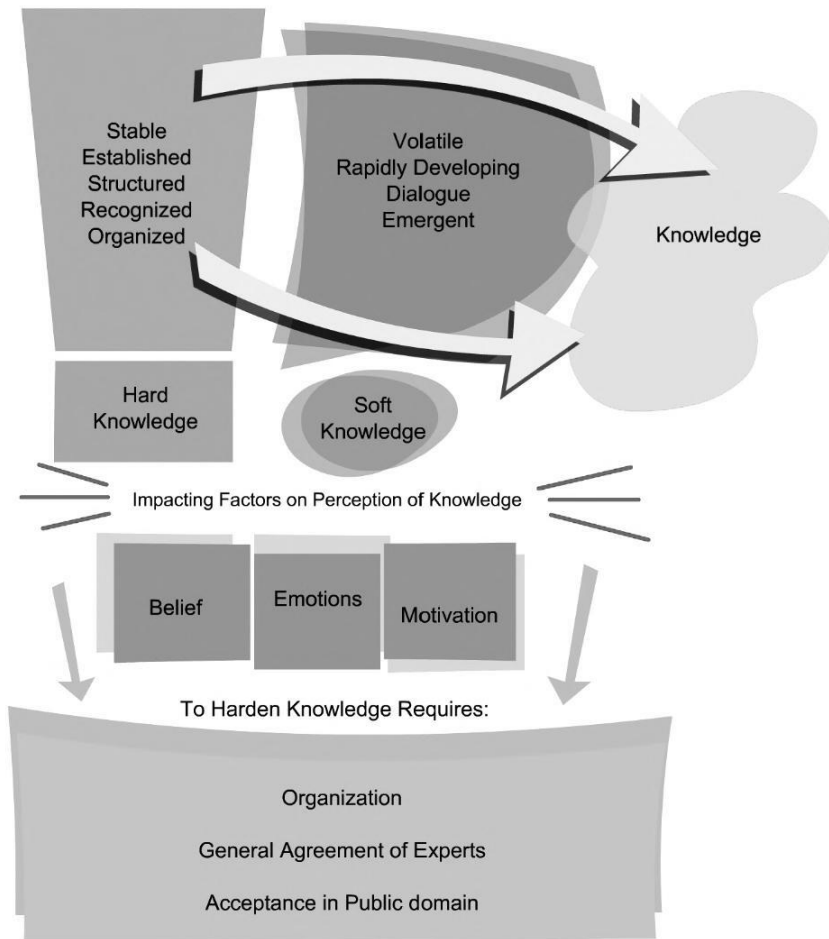 Stable
Established
Structured
Recognized
Organized
Volatile
Rapidly Developing
Dialogue
Emergent
Knowledge
Hard
Knowledge
Soft
Knowledge
Impacting Factors on Perception of Knowledge
Belief
Emotions
Motivation
To Harden Knowledge Requires:
Organization
General Agreement of Experts
Acceptance in Public domain